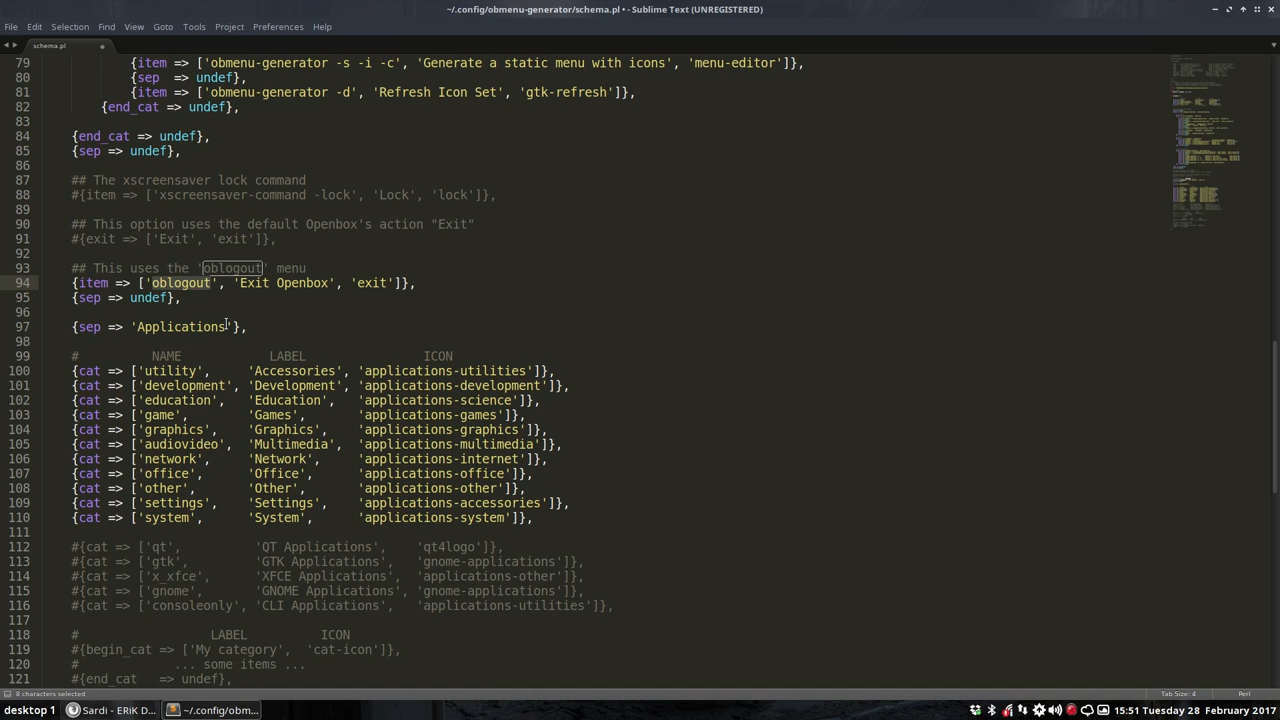 ~/.config/obmenu-generator/schema.pl • - Sublime Text (UNREGISTERED)
File Edit Selection Find View Goto Tools Project Preferences Help
schema.pl
79 {item => ['obmenu-generator -s -i -c', 'Generate a static menu with icons', 'menu-editor']},
80 {sep  => undef},
81 {item => ['obmenu-generator -d', 'Refresh Icon Set', 'gtk-refresh']},
82 {end_cat => undef},
83
84 {end_cat => undef},
85 {sep => undef},
86
87 ## The xscreensaver lock command
88 #{item => ['xscreensaver-command -lock', 'Lock', 'lock']},
89
90 ## This option uses the default Openbox's action "Exit"
91 #{exit => ['Exit', 'exit']},
92
93 ## This uses the 'oblogout' menu
94 {item => ['oblogout', 'Exit Openbox', 'exit']},
95 {sep => undef},
96
97 {sep => 'Applications'},
98
99 #          NAME            LABEL                ICON
100 {cat => ['utility',     'Accessories', 'applications-utilities']},
101 {cat => ['development', 'Development', 'applications-development']},
102 {cat => ['education',   'Education',   'applications-science']},
103 {cat => ['game',        'Games',       'applications-games']},
104 {cat => ['graphics',    'Graphics',    'applications-graphics']},
105 {cat => ['audiovideo',  'Multimedia',  'applications-multimedia']},
106 {cat => ['network',     'Network',     'applications-internet']},
107 {cat => ['office',      'Office',      'applications-office']},
108 {cat => ['other',       'Other',       'applications-other']},
109 {cat => ['settings',    'Settings',    'applications-accessories']},
110 {cat => ['system',      'System',      'applications-system']},
111
112 #{cat => ['qt',          'QT Applications',    'qt4logo']},
113 #{cat => ['gtk',         'GTK Applications',   'gnome-applications']},
114 #{cat => ['x_xfce',      'XFCE Applications',  'applications-other']},
115 #{cat => ['gnome',       'GNOME Applications', 'gnome-applications']},
116 #{cat => ['consoleonly', 'CLI Applications',   'applications-utilities']},
117
118 #                  LABEL          ICON
119 #{begin_cat => ['My category',  'cat-icon']},
120 #             ... some items ...
121 #{end_cat   => undef},
8 characters selected Tab Size: 4 Perl
desktop 1 Sardi - ERiK D... ~/.config/obm... 15:51 Tuesday 28 February 2017